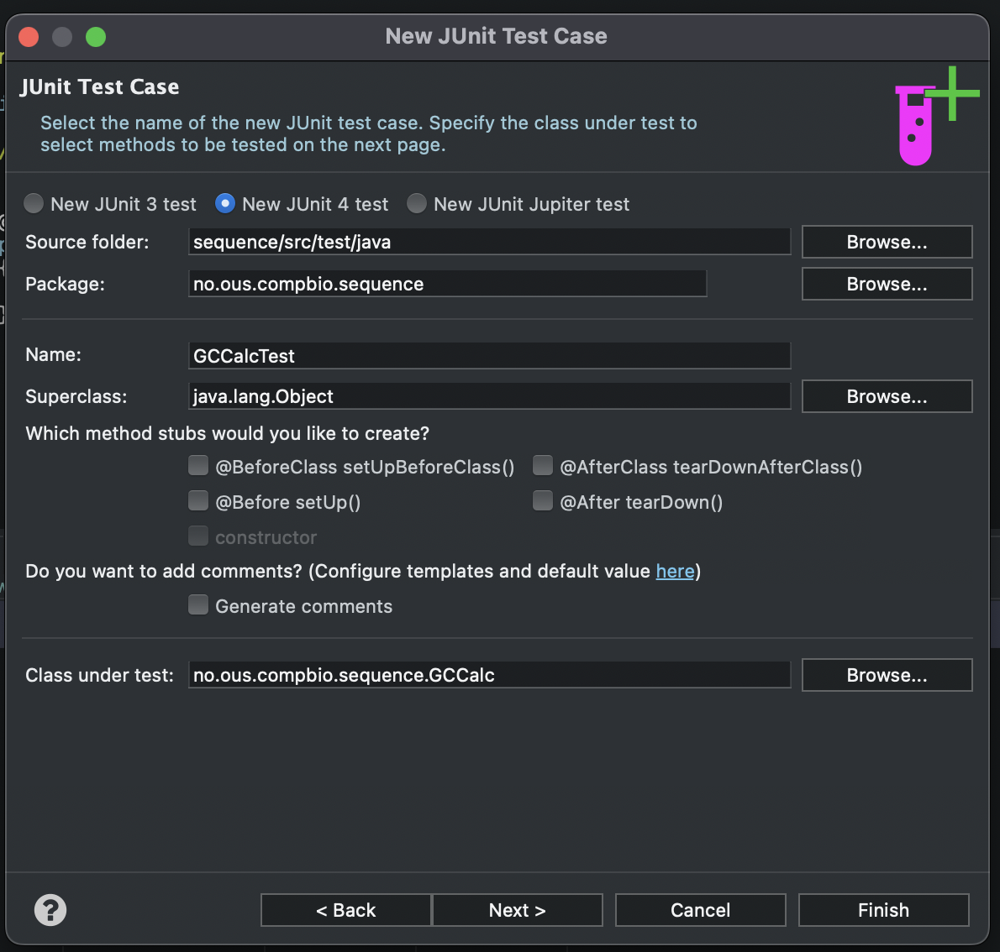 New JUnit Test Case
JUnit Test Case
Select the name of the new JUnit test case. Specify the class under test to
select methods to be tested on the next page.
New JUnit 3 test New JUnit 4 test New JUnit Jupiter test
Source folder: sequence/src/test/java Browse...
Package: no.ous.compbio.sequence Browse...
Name: GCCalcTest
Superclass: java.lang.Object Browse...
Which method stubs would you like to create?
@BeforeClass setUpBeforeClass() @AfterClass tearDownAfterClass()
@Before setUp() @After tearDown()
constructor
Do you want to add comments? (Configure templates and default value here)
Generate comments
Class under test: no.ous.compbio.sequence.GCCalc Browse...
? < Back Next > Cancel Finish